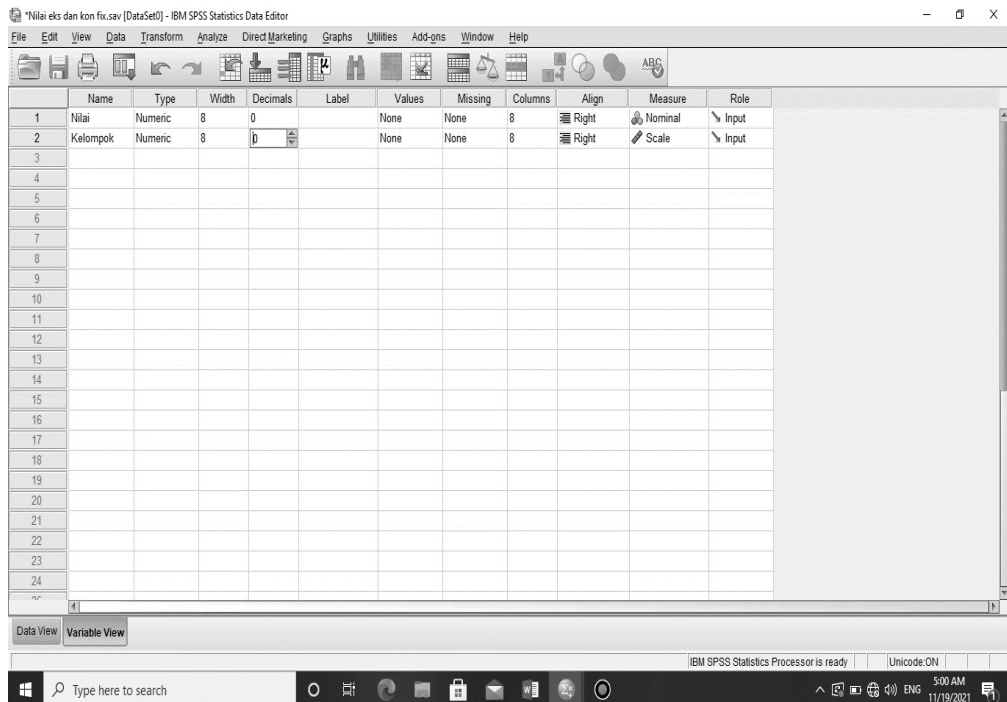 *Nilai eks dan kon fix.sav [DataSet0] - IBM SPSS Statistics Data Editor
File Edit View Data Transform Analyze Direct Marketing Graphs Utilities Add-ons Window Help
Name Type Width Decimals Label Values Missing Columns Align Measure Role
1 Nilai Numeric 8 0 None None 8 Right Nominal Input
2 Kelompok Numeric 8 0 None None 8 Right Scale Input
3
4
5
6
7
8
9
10
11
12
13
14
15
16
17
18
19
20
21
22
23
24
Data View Variable View
IBM SPSS Statistics Processor is ready Unicode:ON
Type here to search ENG 5:00 AM
11/19/2021